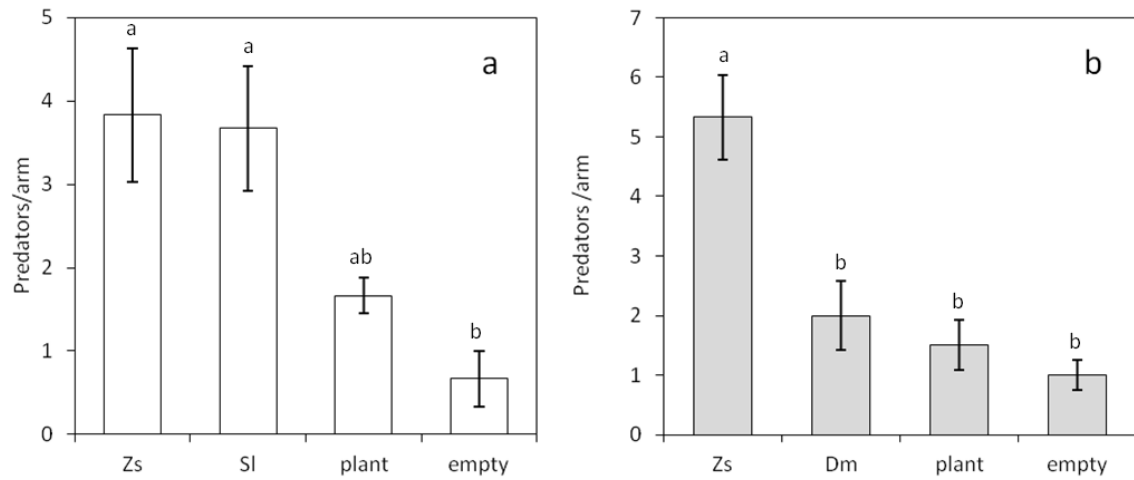 5
4
3
2
1
0
Predators/arm
a
a
ab
b
a
Zs Sl plant empty
7
6
5
4
3
2
1
0
Predators /arm
a
b
b
b
b
Zs Dm plant empty